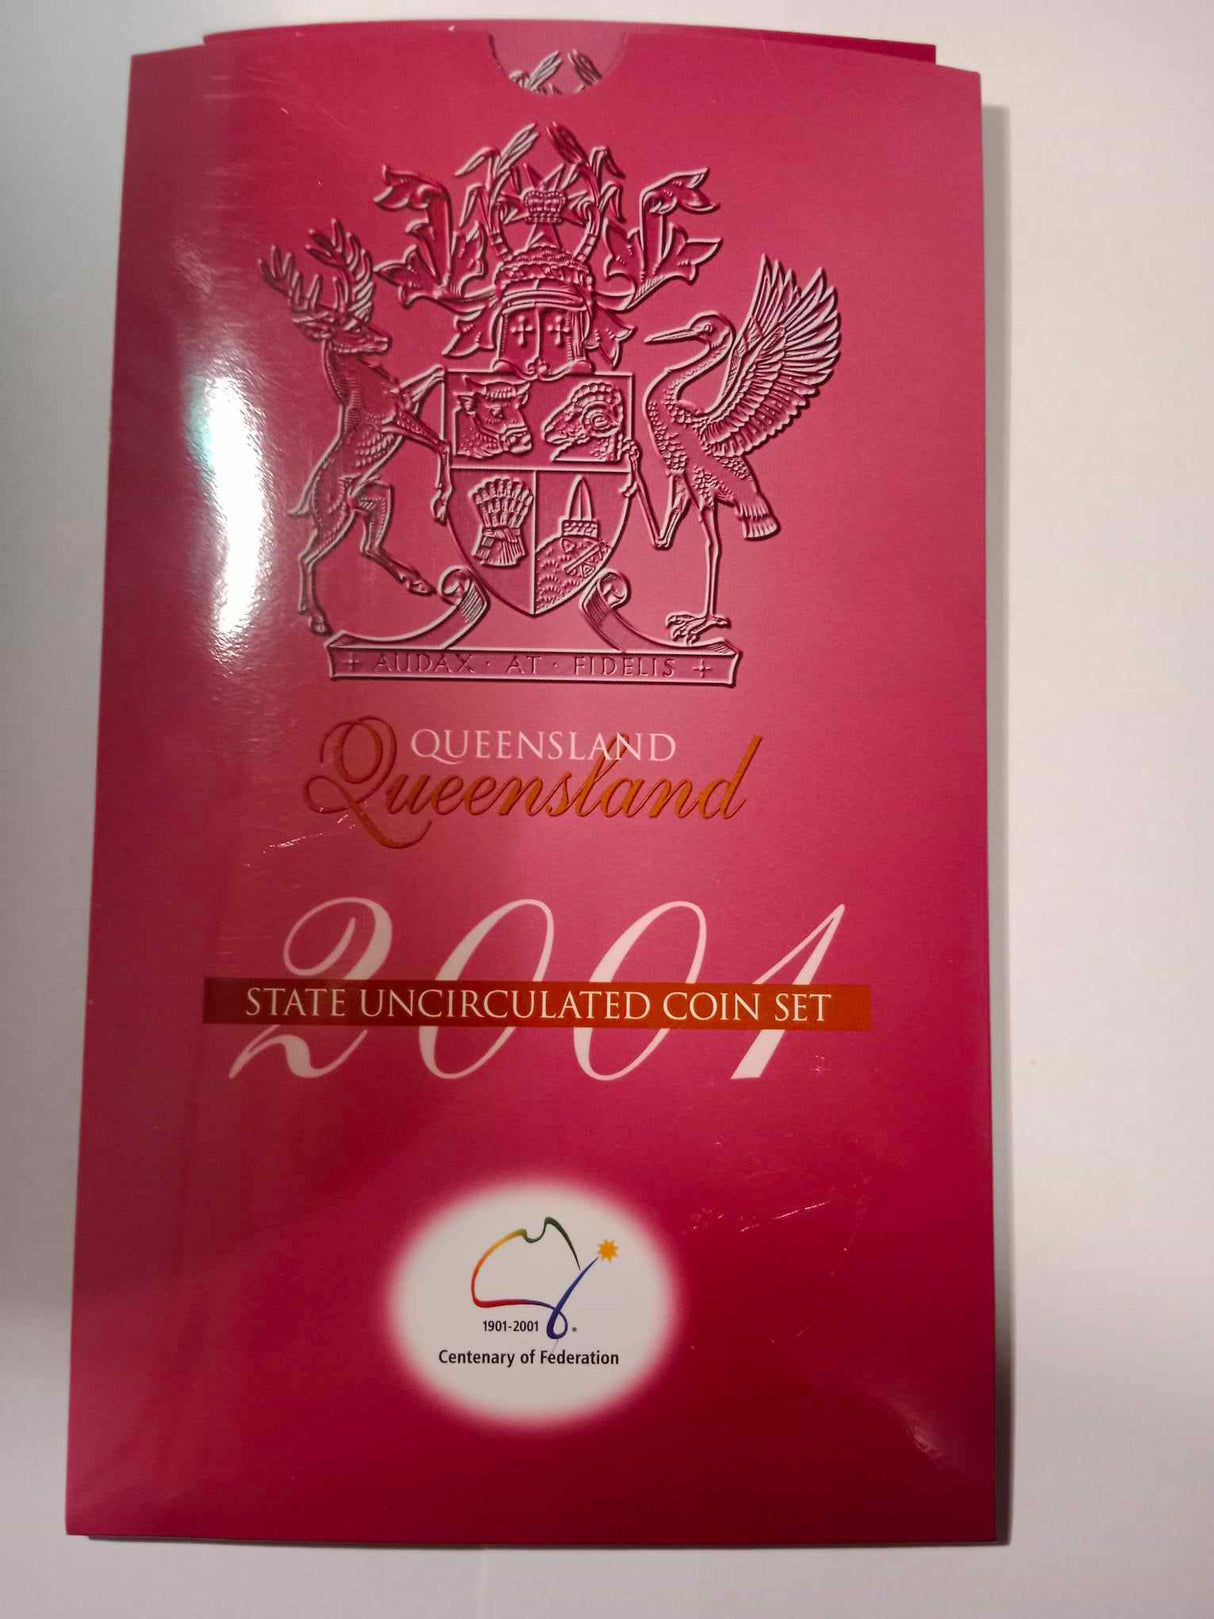 + AUDAX · AT · FIDELIS +
QUEENSLAND
Queensland
2001
STATE UNCIRCULATED COIN SET
1901-2001
Centenary of Federation